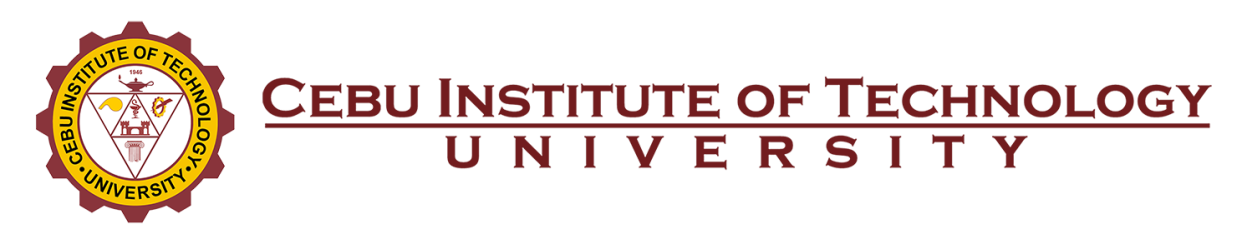 CEBU INSTITUTE OF TECHNOLOGY
· UNIVERSITY ·
1946
CEBU INSTITUTE OF TECHNOLOGY
UNIVERSITY